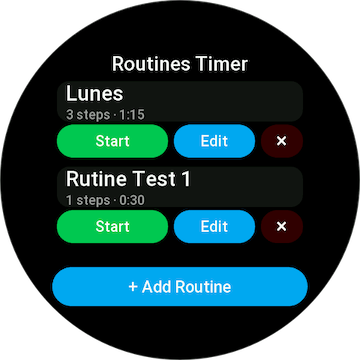 Routines Timer
Lunes
3 steps · 1:15
Start Edit ×
Rutine Test 1
1 steps · 0:30
Start Edit ×
+ Add Routine